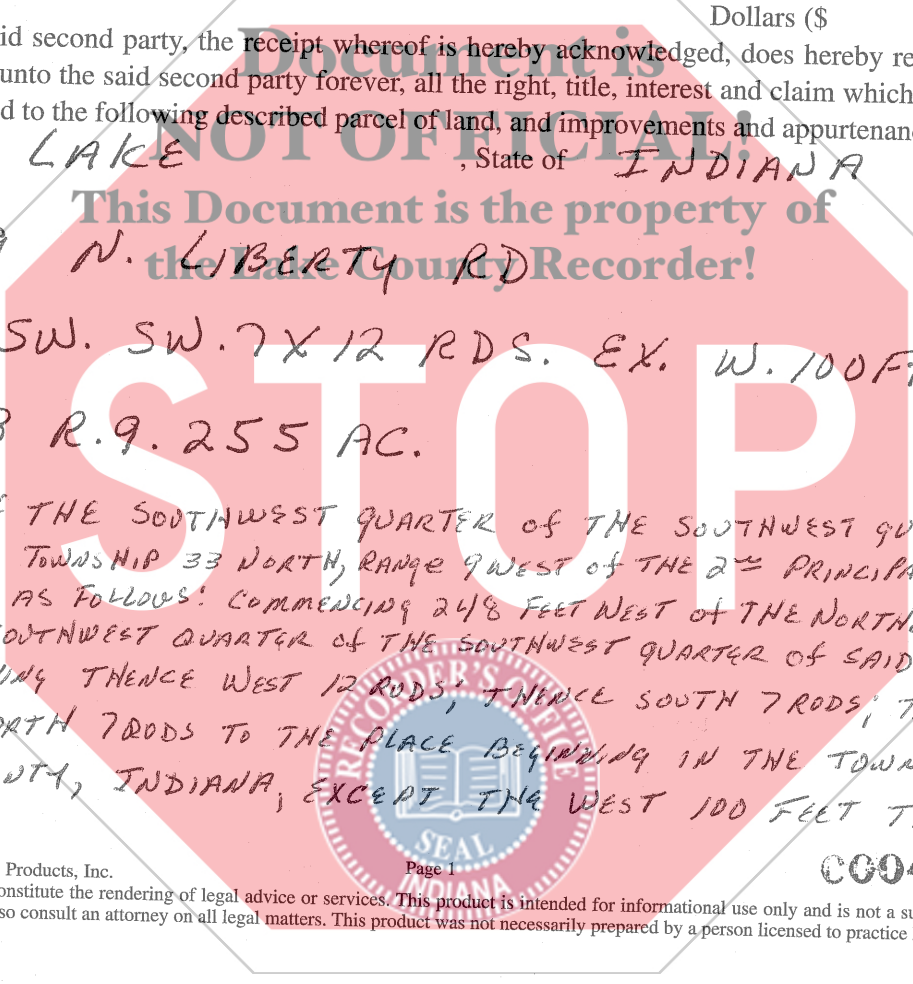 Dollars ($
id second party, the receipt whereof is hereby acknowledged, does hereby re
unto the said second party forever, all the right, title, interest and claim which
d to the following described parcel of land, and improvements and appurtenan
LAKE , State of INDIANA
Document is
NOT OFFICIAL!
This Document is the property of
the Lake County Recorder!
N. LIBERTY RD
SW. SW. 7 X 12 RDS. EX. W. 100 F
R. 9. 255 AC.
THE SOUTHWEST QUARTER of THE SOUTHWEST QU
TOWNSHIP 33 NORTH, RANGE 9 WEST of THE 2nd PRINCIPA
AS FOLLOWS: COMMENCING 248 FEET WEST of THE NORTH
OUTHWEST QUARTER of THE SOUTHWEST QUARTER of SAID
ING THENCE WEST 12 RODS; THENCE SOUTH 7 RODS; T
RTH 7 RODS TO THE PLACE BEGINNING IN THE TOWN
NTY, INDIANA, EXCEPT THE WEST 100 FEET T
STOP
RECORDER'S OFFICE
SEAL
INDIANA
Products, Inc. Page 1
onstitute the rendering of legal advice or services. This product is intended for informational use only and is not a su
so consult an attorney on all legal matters. This product was not necessarily prepared by a person licensed to practice